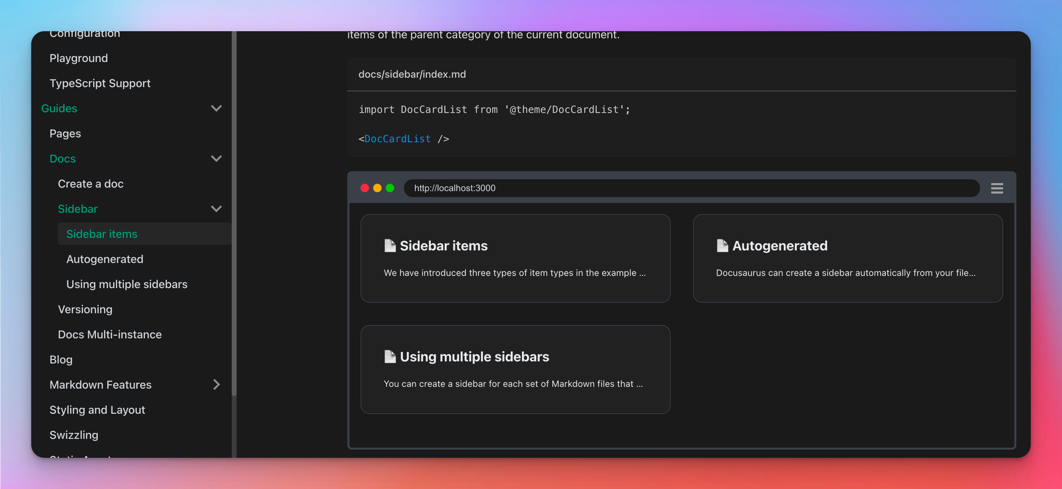 Configuration
Playground
TypeScript Support
Guides
Pages
Docs
Create a doc
Sidebar
Sidebar items
Autogenerated
Using multiple sidebars
Versioning
Docs Multi-instance
Blog
Markdown Features
Styling and Layout
Swizzling
items of the parent category of the current document.
docs/sidebar/index.md
import DocCardList from '@theme/DocCardList';
<DocCardList />
http://localhost:3000
Sidebar items
We have introduced three types of item types in the example ...
Autogenerated
Docusaurus can create a sidebar automatically from your file...
Using multiple sidebars
You can create a sidebar for each set of Markdown files that ...